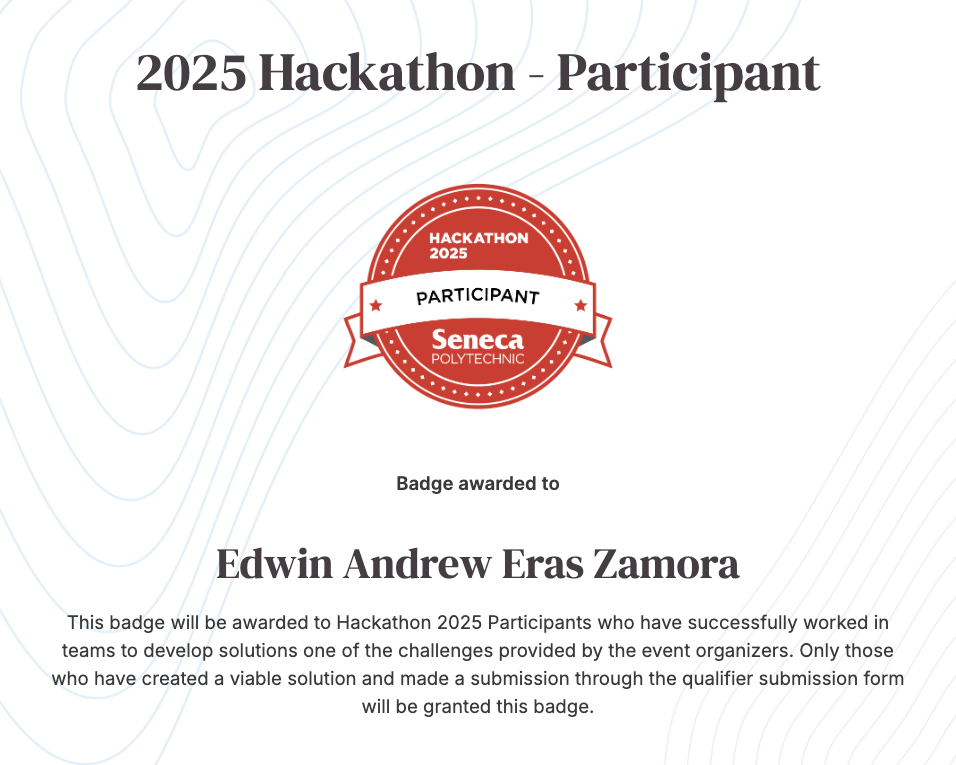 2025 Hackathon - Participant
HACKATHON
2025
PARTICIPANT
Seneca
POLYTECHNIC
Badge awarded to
Edwin Andrew Eras Zamora
This badge will be awarded to Hackathon 2025 Participants who have successfully worked in
teams to develop solutions one of the challenges provided by the event organizers. Only those
who have created a viable solution and made a submission through the qualifier submission form
will be granted this badge.